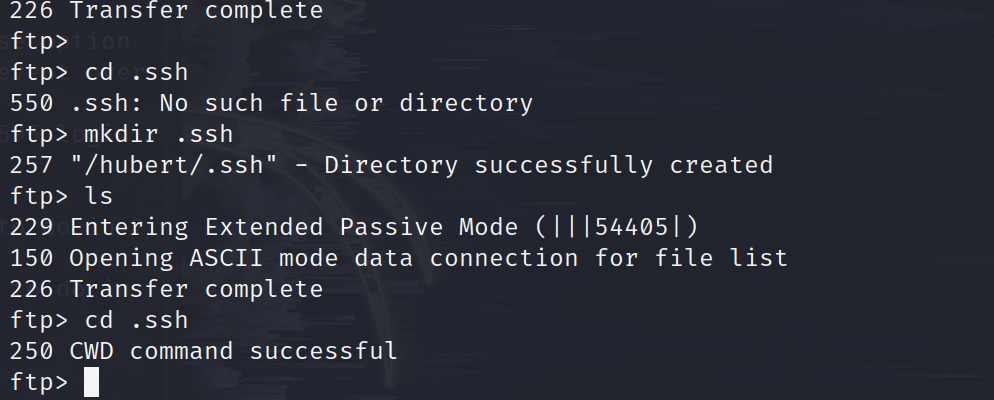 226 Transfer complete
ftp>
ftp> cd .ssh
550 .ssh: No such file or directory
ftp> mkdir .ssh
257 "/hubert/.ssh" - Directory successfully created
ftp> ls
229 Entering Extended Passive Mode (|||54405|)
150 Opening ASCII mode data connection for file list
226 Transfer complete
ftp> cd .ssh
250 CWD command successful
ftp>